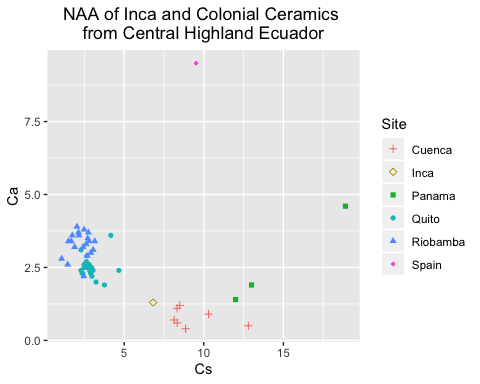 NAA of Inca and Colonial Ceramics
from Central Highland Ecuador
Ca
7.5
5.0
2.5
0.0
5
10
15
Cs
Site
Cuenca
Inca
Panama
Quito
Riobamba
Spain